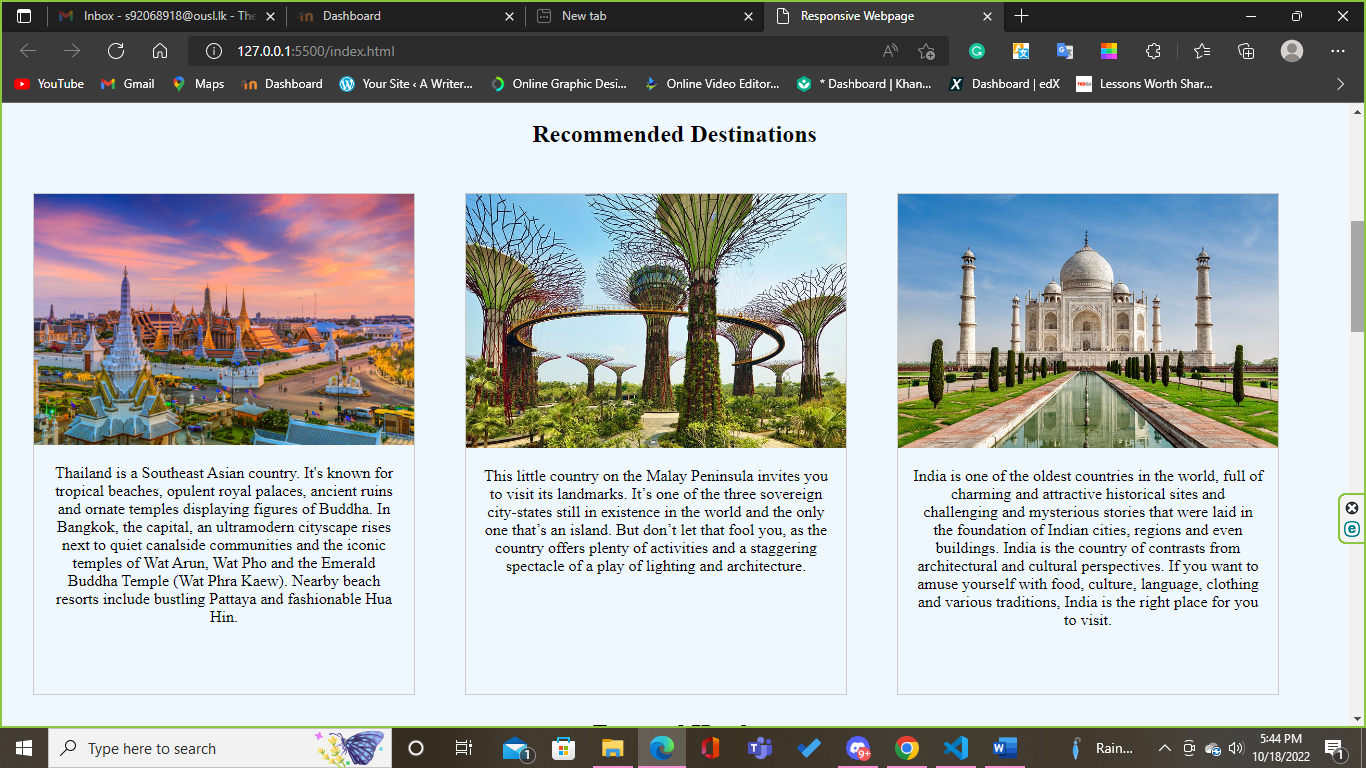 Inbox - s92068918@ousl.lk - The
Dashboard
New tab
Responsive Webpage
127.0.0.1:5500/index.html
YouTube
Gmail
Maps
Dashboard
Your Site ‹ A Writer...
Online Graphic Desi...
Online Video Editor...
* Dashboard | Khan...
Dashboard | edX
Lessons Worth Shar...
Recommended Destinations
Thailand is a Southeast Asian country. It's known for
tropical beaches, opulent royal palaces, ancient ruins
and ornate temples displaying figures of Buddha. In
Bangkok, the capital, an ultramodern cityscape rises
next to quiet canalside communities and the iconic
temples of Wat Arun, Wat Pho and the Emerald
Buddha Temple (Wat Phra Kaew). Nearby beach
resorts include bustling Pattaya and fashionable Hua
Hin.
This little country on the Malay Peninsula invites you
to visit its landmarks. It’s one of the three sovereign
city-states still in existence in the world and the only
one that’s an island. But don’t let that fool you, as the
country offers plenty of activities and a staggering
spectacle of a play of lighting and architecture.
India is one of the oldest countries in the world, full of
charming and attractive historical sites and
challenging and mysterious stories that were laid in
the foundation of Indian cities, regions and even
buildings. India is the country of contrasts from
architectural and cultural perspectives. If you want to
amuse yourself with food, culture, language, clothing
and various traditions, India is the right place for you
to visit.
Type here to search
1
9+
Rain...
5:44 PM
10/18/2022
1